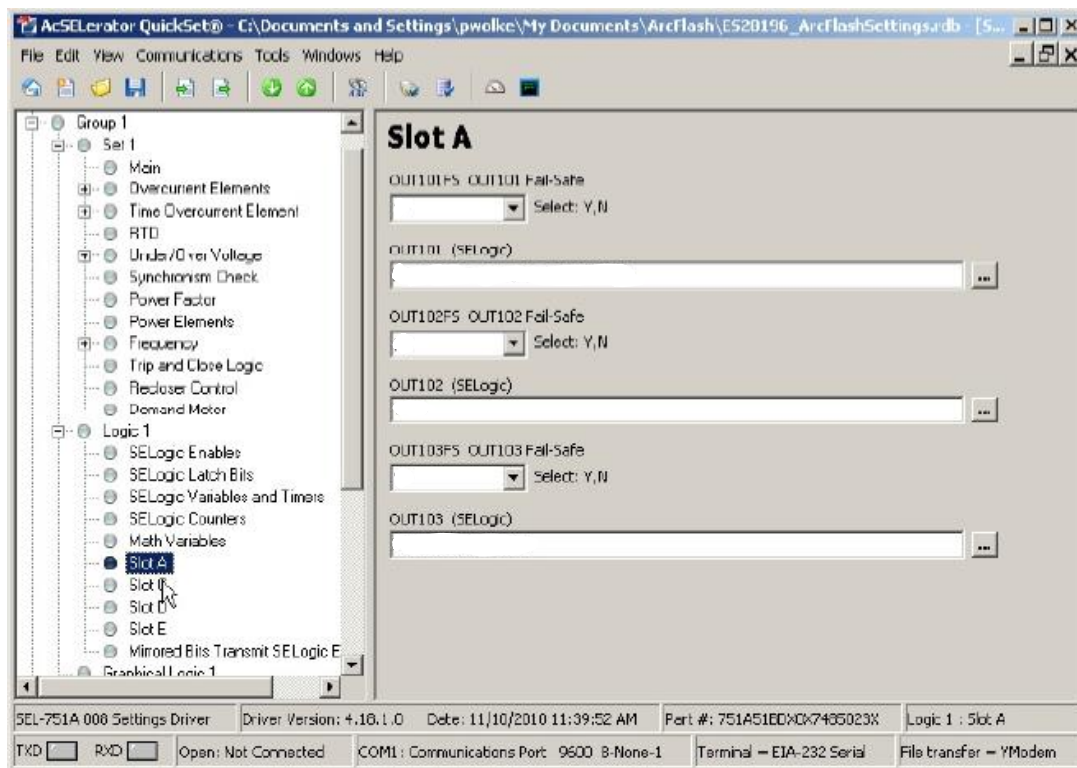 AcSELerator QuickSet® - C:\Documents and Settings\pwolke\My Documents\ArcFlash\ES20196_ArcFlashSettings.rdb - [S...
File Edit View Communications Tools Windows Help
Group 1
Set 1
Main
Overcurrent Elements
Time Overcurrent Element
RTD
Under/Over Voltage
Synchronism Check
Power Factor
Power Elements
Frequency
Trip and Close Logic
Recloser Control
Demand Meter
Logic 1
SELogic Enables
SELogic Latch Bits
SELogic Variables and Timers
SELogic Counters
Math Variables
Slot A
Slot C
Slot D
Slot E
Mirrored Bits Transmit SELogic E
Graphical Logic 1
Slot A
OUT101FS OUT101 Fail-Safe
Select: Y,N
OUT101 (SELogic)
...
OUT102FS OUT102 Fail-Safe
Select: Y,N
OUT102 (SELogic)
...
OUT103FS OUT103 Fail-Safe
Select: Y,N
OUT103 (SELogic)
...
SEL-751A 008 Settings Driver Driver Version: 4.18.1.0 Date: 11/10/2010 11:39:52 AM Part #: Logic 1 : Slot A
TXD RXD Open: Not Connected COM1: Communications Port 9600 8-None-1 Terminal = EIA-232 Serial File transfer = YModem